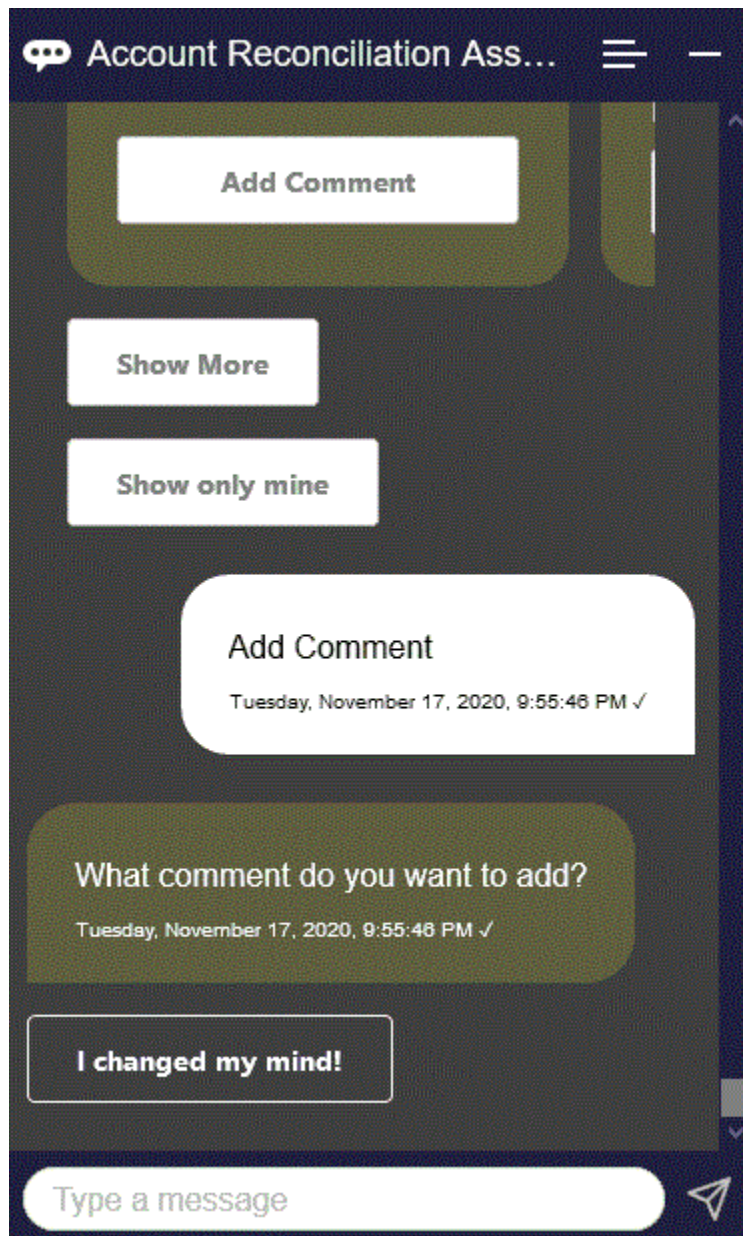 Account Reconciliation Ass...
Add Comment
Show More
Show only mine
Add Comment
Tuesday, November 17, 2020, 9:55:46 PM ✓
What comment do you want to add?
Tuesday, November 17, 2020, 9:55:46 PM ✓
I changed my mind!
Type a message